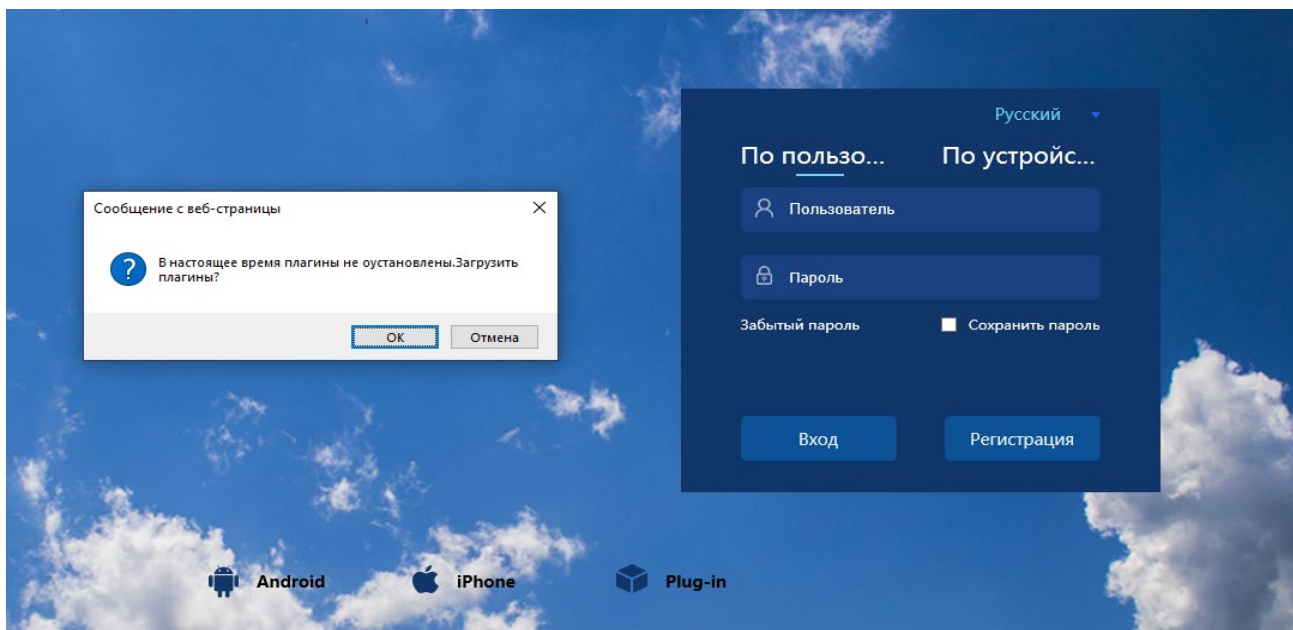 Русский
По пользо...
По устройс...
Сообщение с веб-страницы
В настоящее время плагины не оустановлены.Загрузить
плагины?
ОК
Отмена
Пользователь
Пароль
Забытый пароль
Сохранить пароль
Вход
Регистрация
Android
iPhone
Plug-in